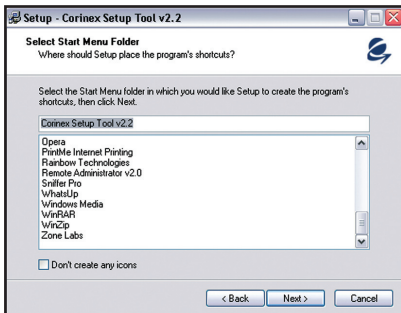 Setup - Corinex Setup Tool v2.2
Select Start Menu Folder
Where should Setup place the program's shortcuts?
Select the Start Menu folder in which you would like Setup to create the program's
shortcuts, then click Next.
Corinex Setup Tool v2.2
Opera
PrintMe Internet Printing
Rainbow Technologies
Remote Administrator v2.0
Sniffer Pro
WhatsUp
Windows Media
WinRAR
WinZip
Zone Labs
Don't create any icons
< Back
Next >
Cancel